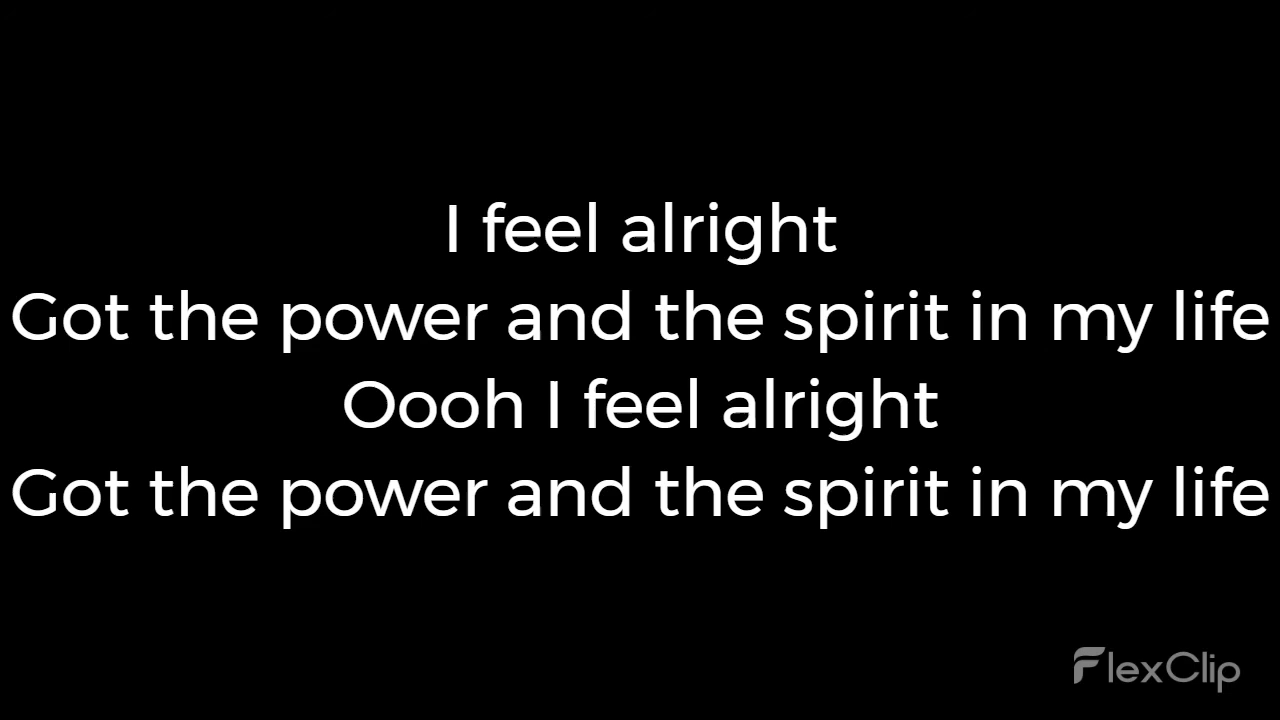 I feel alright
Got the power and the spirit in my life
Oooh I feel alright
Got the power and the spirit in my life
FlexClip